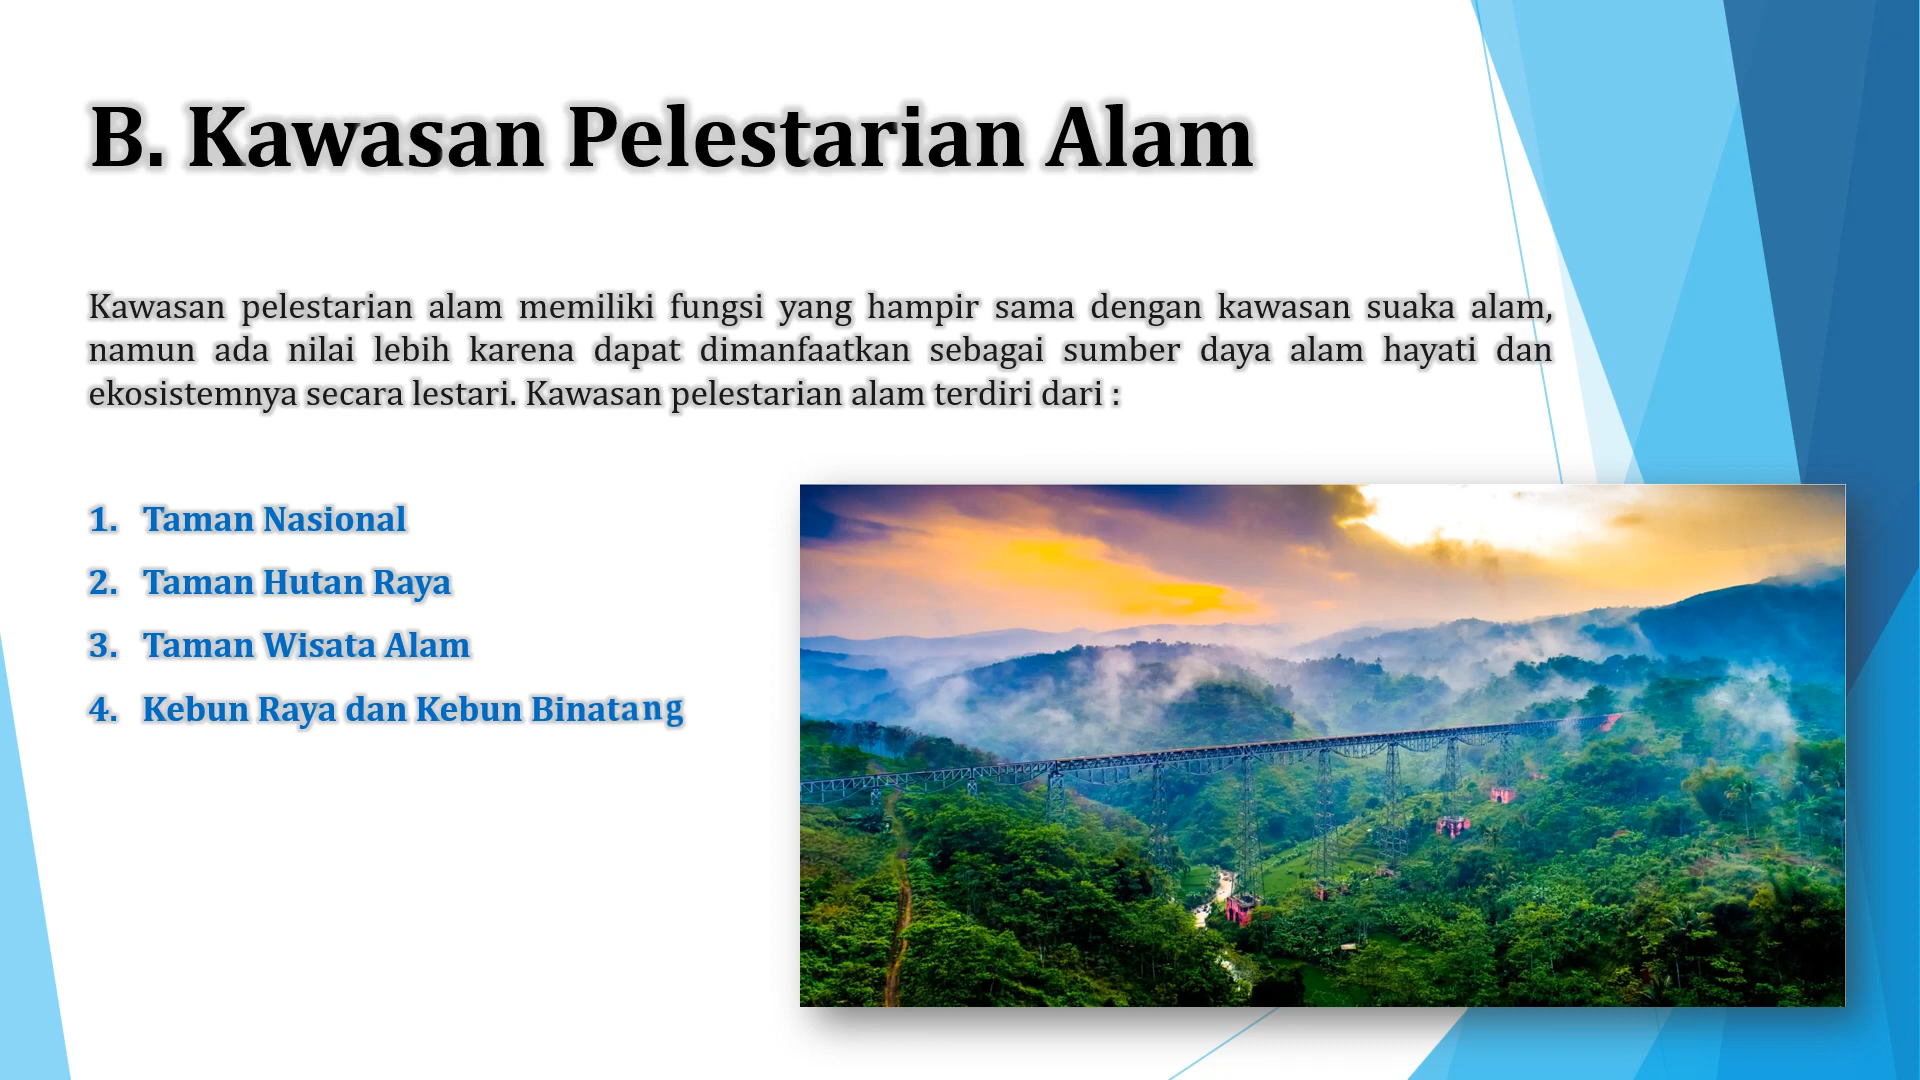 B. Kawasan Pelestarian Alam
Kawasan pelestarian alam memiliki fungsi yang hampir sama dengan kawasan suaka alam,
namun ada nilai lebih karena dapat dimanfaatkan sebagai sumber daya alam hayati dan
ekosistemnya secara lestari. Kawasan pelestarian alam terdiri dari :
1. Taman Nasional
2. Taman Hutan Raya
3. Taman Wisata Alam
4. Kebun Raya dan Kebun Binatang